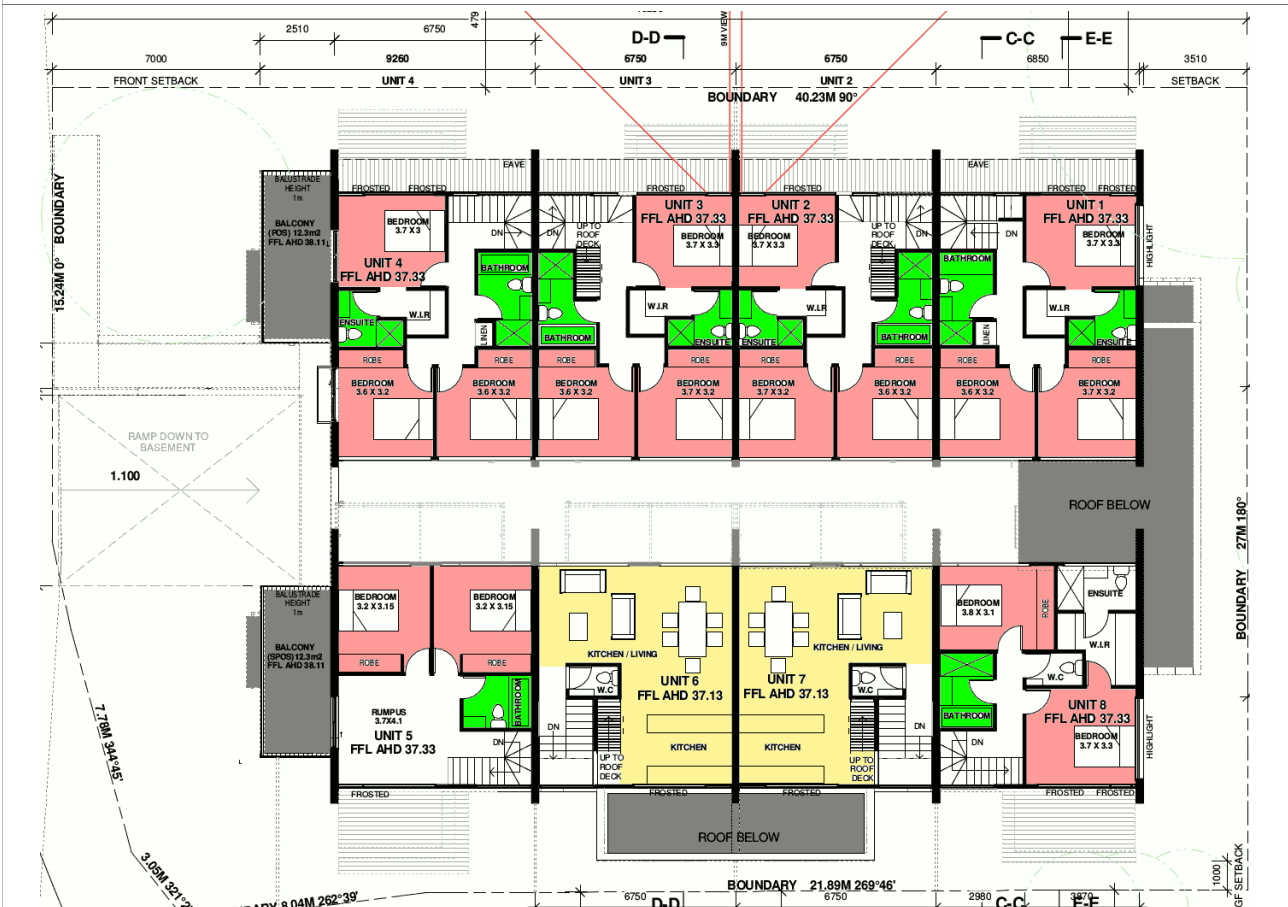 2510
6750
479
D-D
9M VIEW
C-C
E-E
7000
9260
6750
6750
6850
3510
FRONT SETBACK
UNIT 4
UNIT 3
UNIT 2
SETBACK
BOUNDARY 40.23M 90°
EAVE
EAVE
15.24M 0° BOUNDARY
BALUSTRADE
HEIGHT
1m
BALCONY
(POS) 12.3m2
FFL AHD 38.11
FROSTED
FROSTED
FROSTED
FROSTED
FROSTED
FROSTED
BEDROOM
3.7 X 3
UNIT 4
FFL AHD 37.33
DN
UP TO
ROOF
DECK
UNIT 3
FFL AHD 37.33
BEDROOM
3.7 X 3.3
UNIT 2
FFL AHD 37.33
BEDROOM
3.7 X 3.3
UP TO
ROOF
DECK
DN
UNIT 1
FFL AHD 37.33
BEDROOM
3.7 X 3.3
HIGHLIGHT
BATHROOM
BATHROOM
W.I.R
W.I.R
W.I.R
W.I.R
ENSUITE
LINEN
BATHROOM
ENSUITE
ENSUITE
BATHROOM
LINEN
ENSUITE
ROBE
ROBE
ROBE
ROBE
ROBE
ROBE
ROBE
ROBE
BEDROOM
3.6 X 3.2
BEDROOM
3.6 X 3.2
BEDROOM
3.6 X 3.2
BEDROOM
3.7 X 3.2
BEDROOM
3.7 X 3.2
BEDROOM
3.6 X 3.2
BEDROOM
3.6 X 3.2
BEDROOM
3.7 X 3.2
RAMP DOWN TO
BASEMENT
1.100
ROOF BELOW
BOUNDARY 27M 180°
BALUSTRADE
HEIGHT
1m
BALCONY
(SPOS) 12.3m2
FFL AHD 38.11
BEDROOM
3.2 X 3.15
BEDROOM
3.2 X 3.15
ROBE
ROBE
RUMPUS
3.7X4.1
UNIT 5
FFL AHD 37.33
BATHROOM
DN
FROSTED
KITCHEN / LIVING
W.C
UNIT 6
FFL AHD 37.13
DN
KITCHEN
UP TO
ROOF
DECK
FROSTED
KITCHEN / LIVING
W.C
UNIT 7
FFL AHD 37.13
DN
KITCHEN
UP TO
ROOF
DECK
FROSTED
BEDROOM
3.8 X 3.1
ROBE
ENSUITE
W.I.R
W.C
BATHROOM
UNIT 8
FFL AHD 37.33
BEDROOM
3.7 X 3.3
DN
HIGHLIGHT
FROSTED
FROSTED
ROOF BELOW
7.78M 344°45'
3.05M 321°2
8.04M 262°39'
BOUNDARY 21.89M 269°46'
6750
D-D
6750
2980
C-C
3870
E-E
1000
GF SETBACK